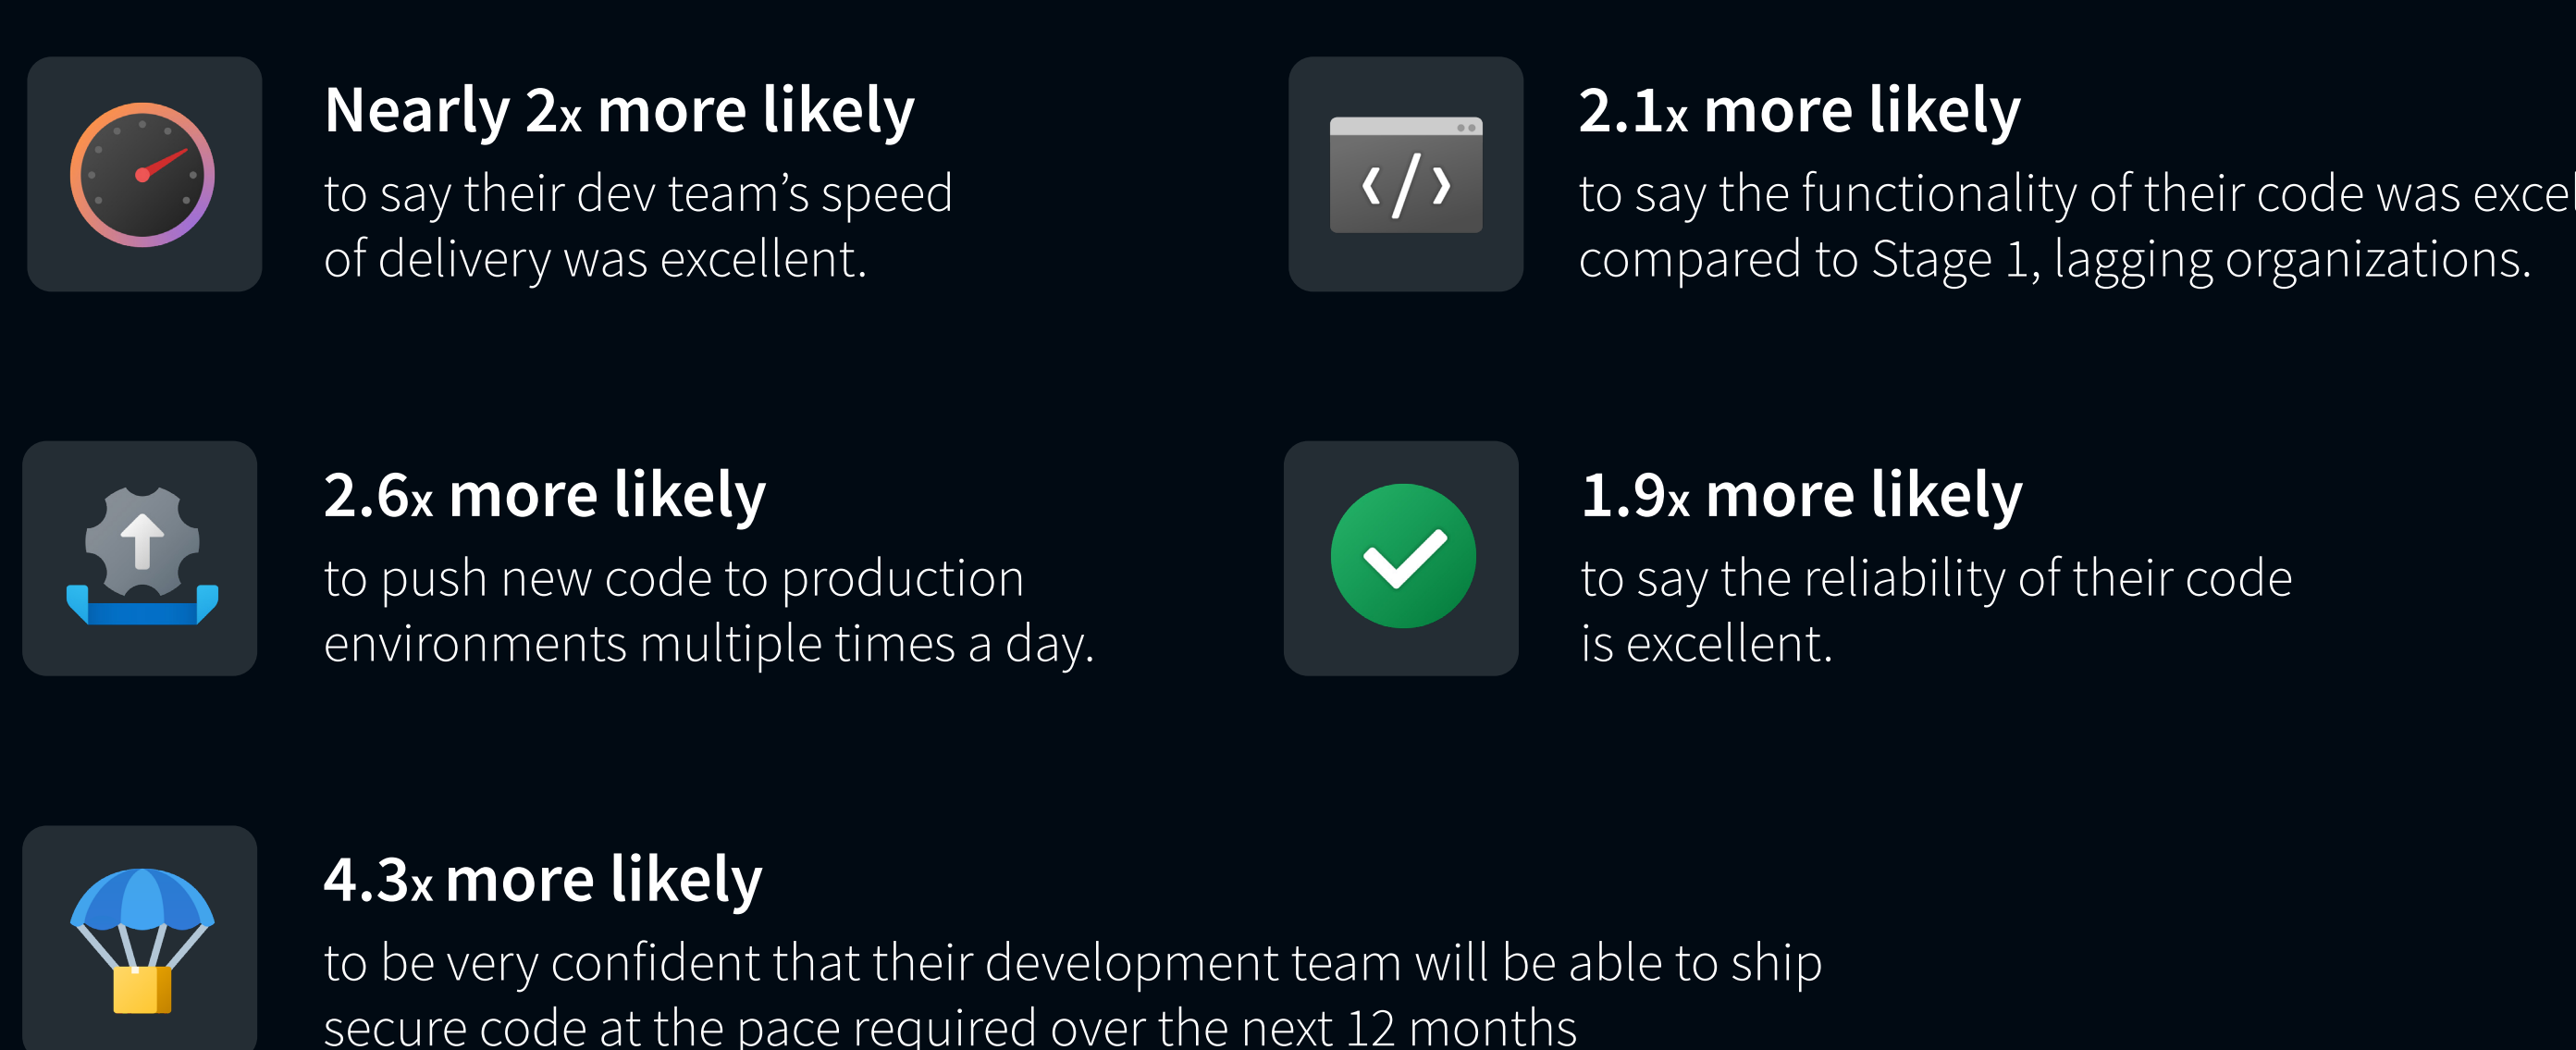 Nearly 2x more likely
to say their dev team’s speed
of delivery was excellent.
2.1x more likely
to say the functionality of their code was
compared to Stage 1, lagging organizations.
2.6x more likely
to push new code to production
environments multiple times a day.
1.9x more likely
to say the reliability of their code
is excellent.
4.3x more likely
to be very confident that their development team will be able to ship
secure code at the pace required over the next 12 months